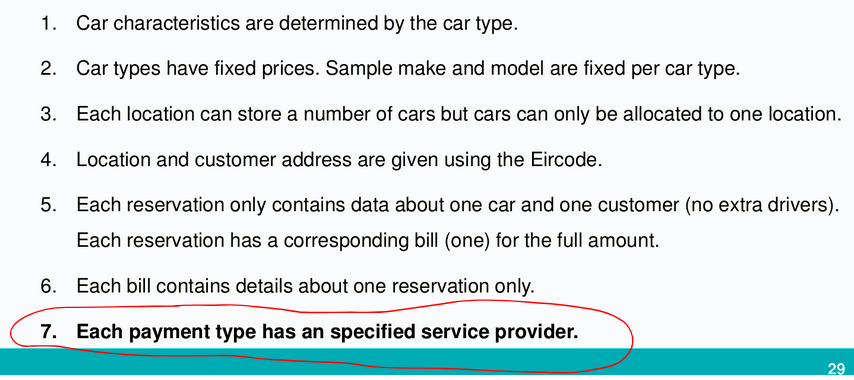 1. Car characteristics are determined by the car type.
2. Car types have fixed prices. Sample make and model are fixed per car type.
3. Each location can store a number of cars but cars can only be allocated to one location.
4. Location and customer address are given using the Eircode.
5. Each reservation only contains data about one car and one customer (no extra drivers).
Each reservation has a corresponding bill (one) for the full amount.
6. Each bill contains details about one reservation only.
7. Each payment type has an specified service provider.
29